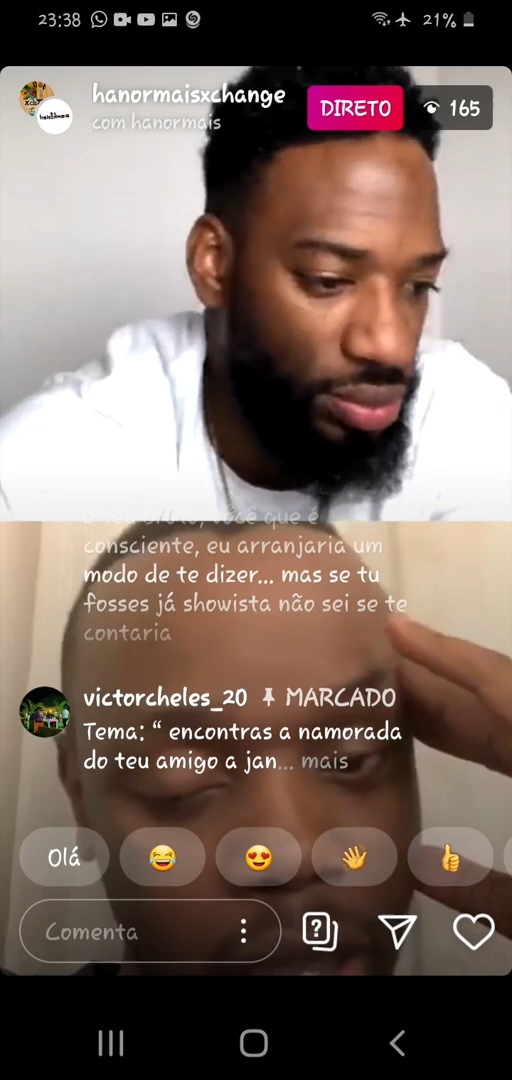 23:38
21%
hanormaisxchange
com hanormais
DIRETO
165
você que é
consciente, eu arranjaria um
modo de te dizer... mas se tu
fosses já showista não sei se te
contaria
victorcheles_20 MARCADO
Tema: “ encontras a namorada
do teu amigo a jan... mais
Olá
Comenta